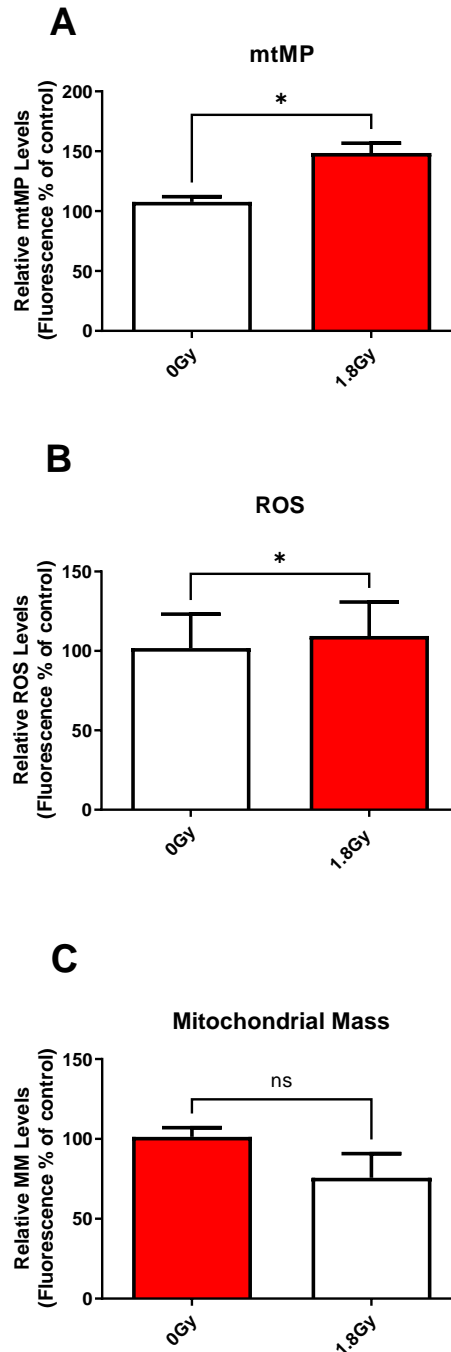 A
mtMP
Relative mtMP Levels
(Fluorescence % of control)
200
150
100
50
0
*
0Gy
1.8Gy
B
ROS
Relative ROS Levels
(Fluorescence % of control)
150
100
50
0
*
0Gy
1.8Gy
C
Mitochondrial Mass
Relative MM Levels
(Fluorescence % of control)
150
100
50
0
ns
0Gy
1.8Gy